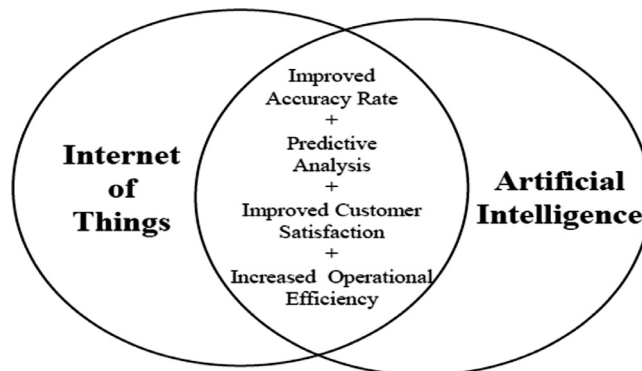 Improved
Accuracy Rate
+
Predictive
Analysis
+
Improved Customer
Satisfaction
+
Increased Operational
Efficiency
Internet
of
Things
Artificial
Intelligence